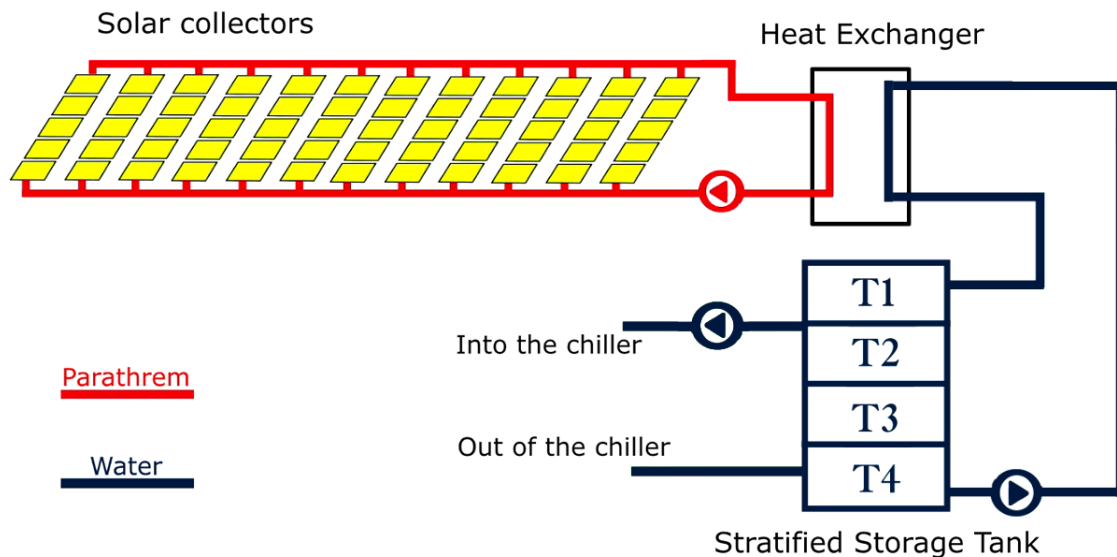 Solar collectors
Heat Exchanger
T1
Into the chiller
T2
Parathrem
T3
Out of the chiller
Water
T4
Stratified Storage Tank